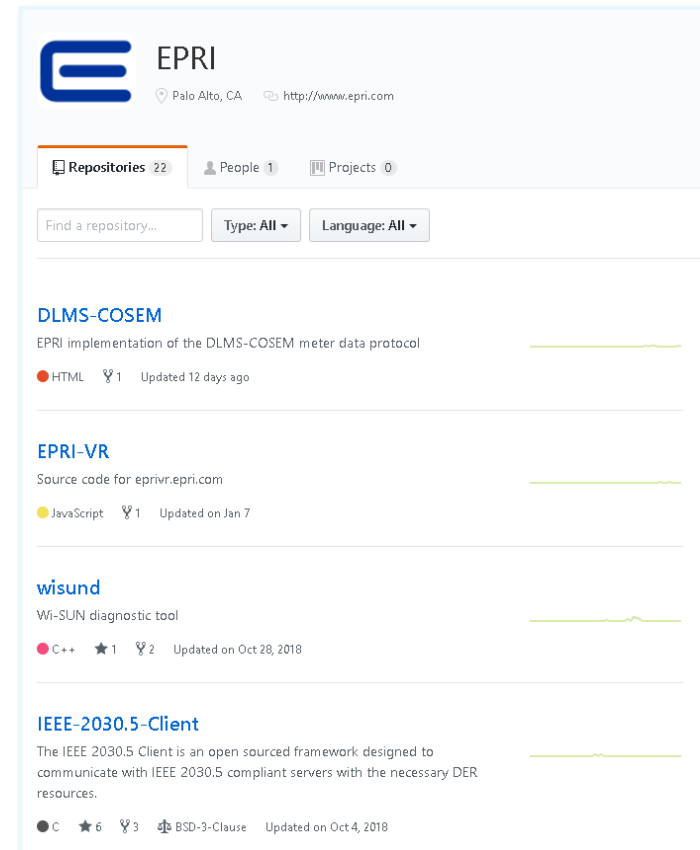 EPRI
Palo Alto, CA http://www.epri.com
Repositories 22 People 1 Projects 0
Find a repository... Type: All Language: All
DLMS-COSEM
EPRI implementation of the DLMS-COSEM meter data protocol
HTML 1 Updated 12 days ago
EPRI-VR
Source code for eprivr.epri.com
JavaScript 1 Updated on Jan 7
wisund
Wi-SUN diagnostic tool
C++ 1 2 Updated on Oct 28, 2018
IEEE-2030.5-Client
The IEEE 2030.5 Client is an open sourced framework designed to
communicate with IEEE 2030.5 compliant servers with the necessary DER
resources.
C 6 3 BSD-3-Clause Updated on Oct 4, 2018